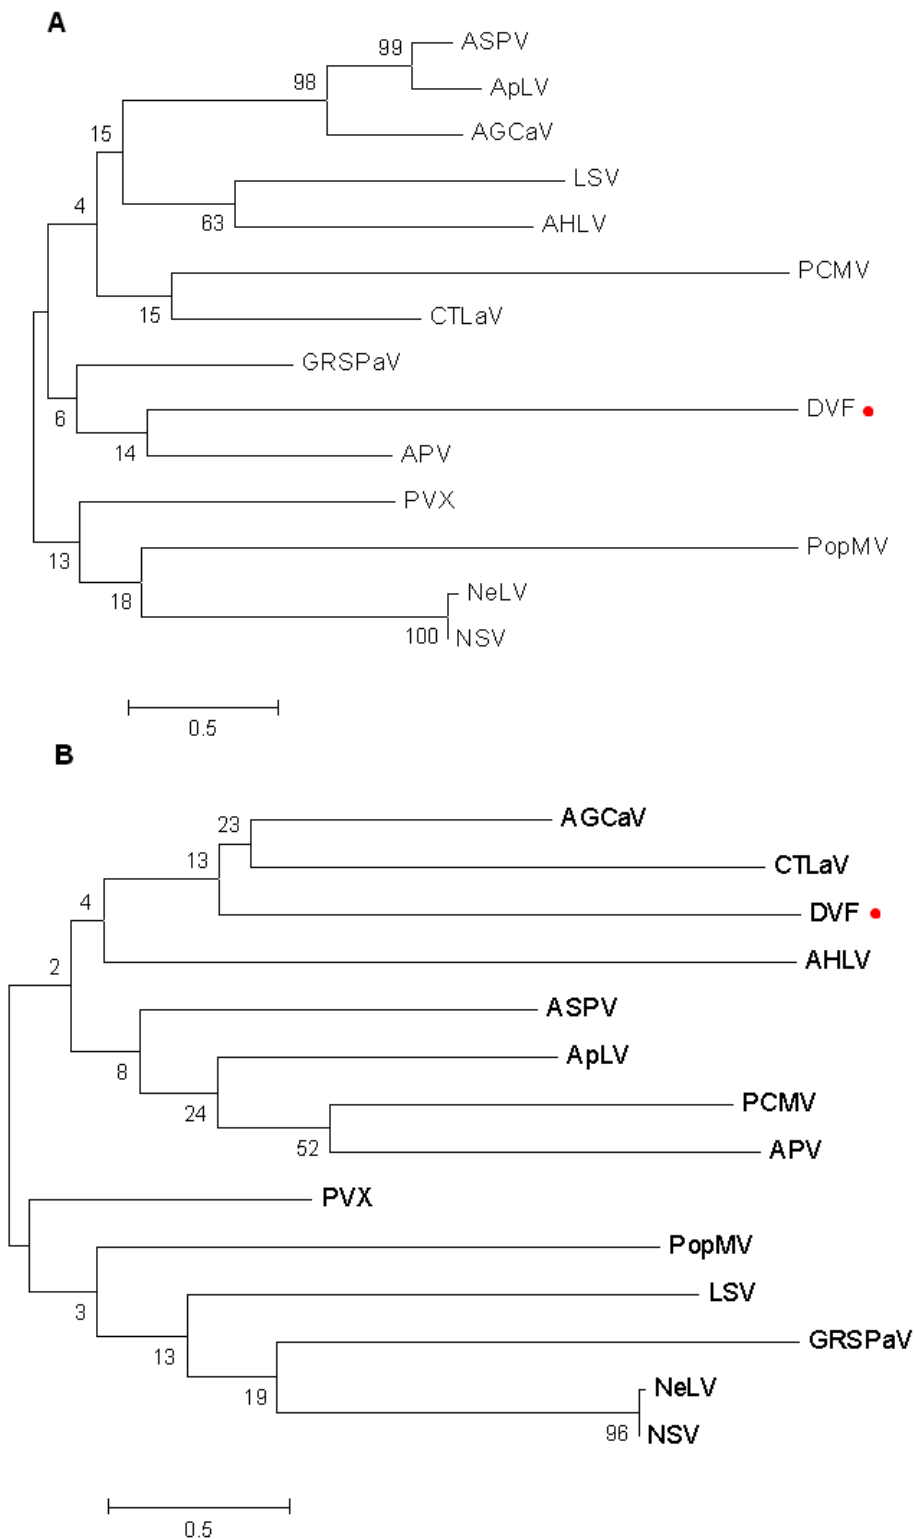 A
99 ASPV
98 ApLV
AGCaV
15
LSV
63 AHLV
4
PCMV
15 CTLaV
GRSPaV
6 DVF
14 APV
PVX
13 PopMV
18 NeLV
100 NSV
0.5
B
23 AGCaV
13 CTLaV
4 DVF
2 AHLV
ASPV
8 ApLV
24 PCMV
52 APV
PVX
PopMV
3 LSV
13 GRSPaV
19 NeLV
96 NSV
0.5